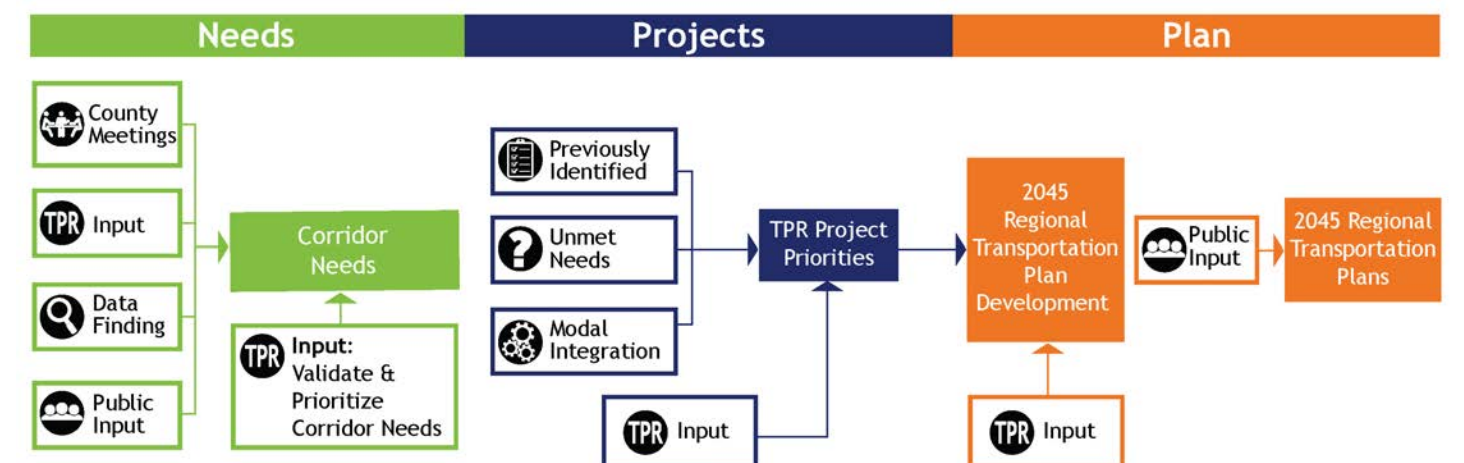 Needs
Projects
Plan
County
Meetings
TPR Input
Data
Finding
Public
Input
Corridor
Needs
TPR Input:
Validate &
Prioritize
Corridor Needs
Previously
Identified
? Unmet
Needs
Modal
Integration
TPR Input
TPR Project
Priorities
2045
Regional
Transportation
Plan
Development
TPR Input
Public
Input
2045 Regional
Transportation
Plans